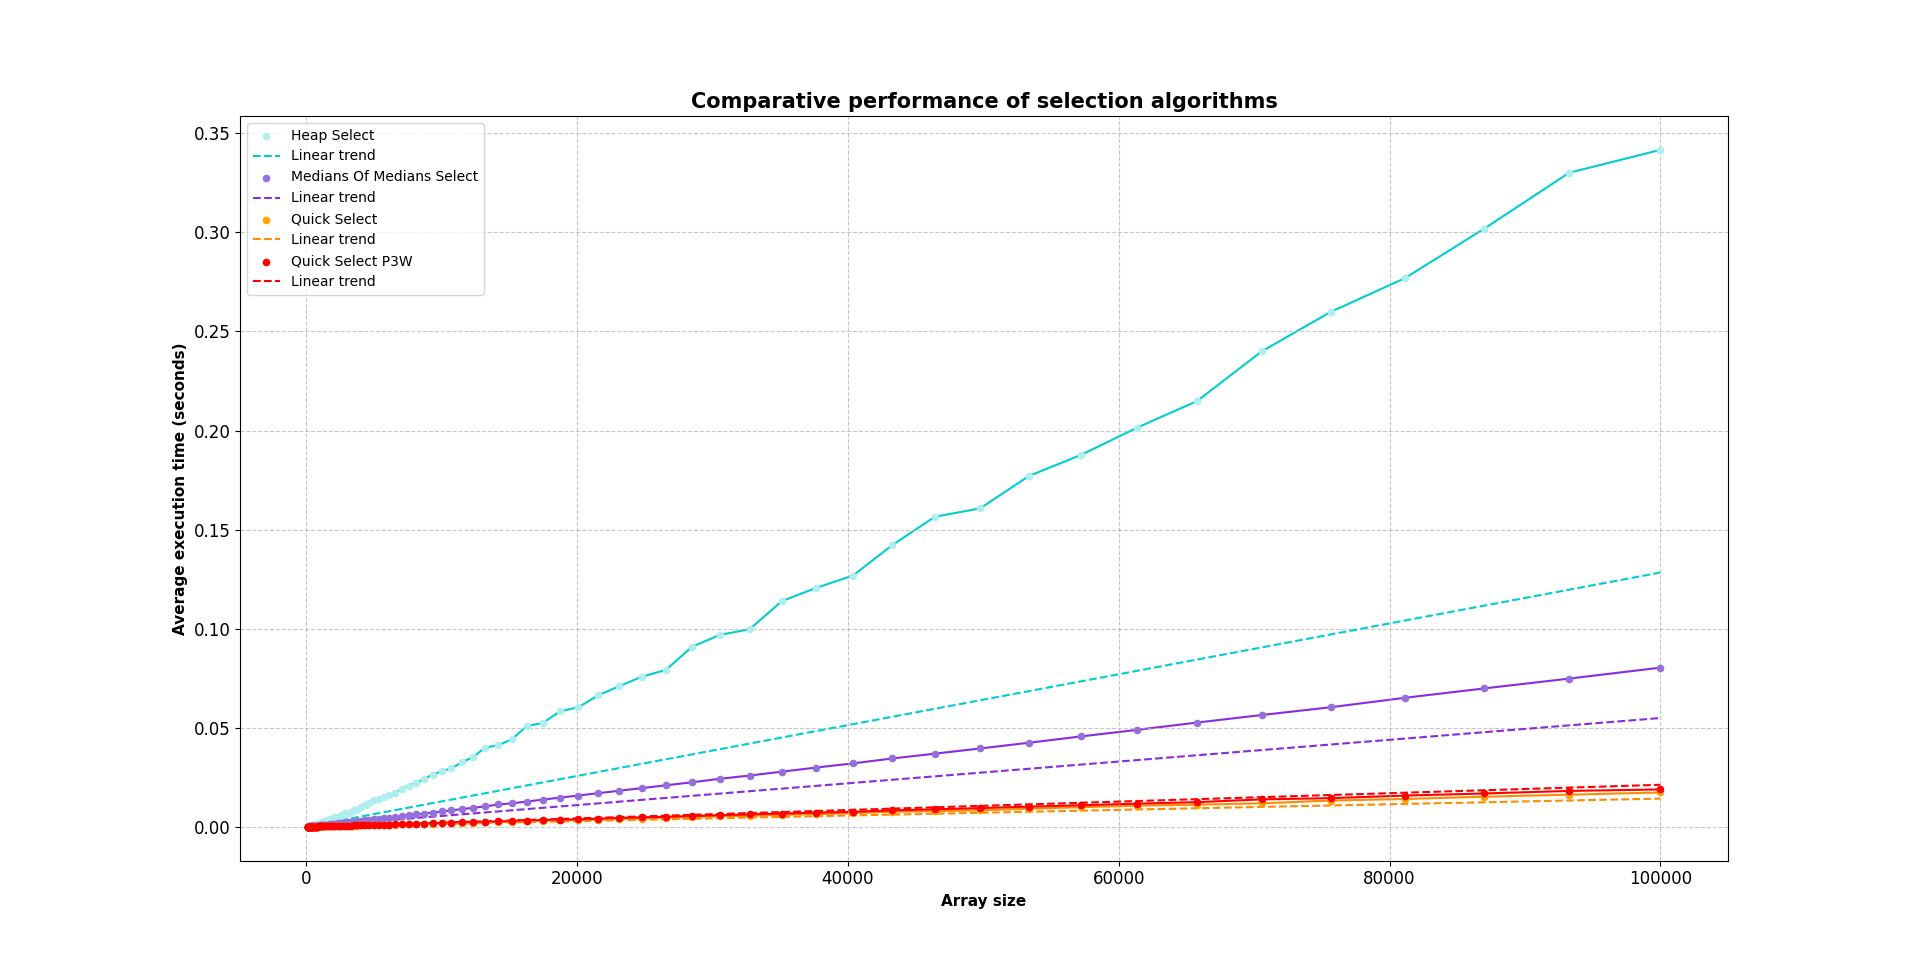 Comparative performance of selection algorithms
Heap Select
Linear trend
Medians Of Medians Select
Linear trend
Quick Select
Linear trend
Quick Select P3W
Linear trend
Average execution time (seconds)
0.35
0.30
0.25
0.20
0.15
0.10
0.05
0.00
0 20000 40000 60000 80000 100000
Array size